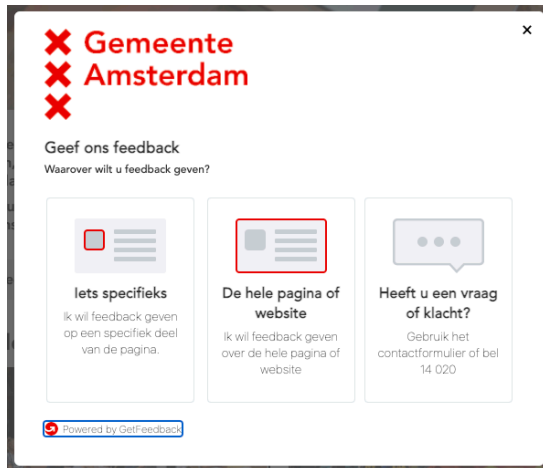 ×
Gemeente
Amsterdam
Geef ons feedback
Waarover wilt u feedback geven?
Iets specifieks
Ik wil feedback geven
op een specifiek deel
van de pagina.
De hele pagina of
website
Ik wil feedback geven
over de hele pagina of
website
Heeft u een vraag
of klacht?
Gebruik het
contactformulier of bel
14 020
Powered by GetFeedback